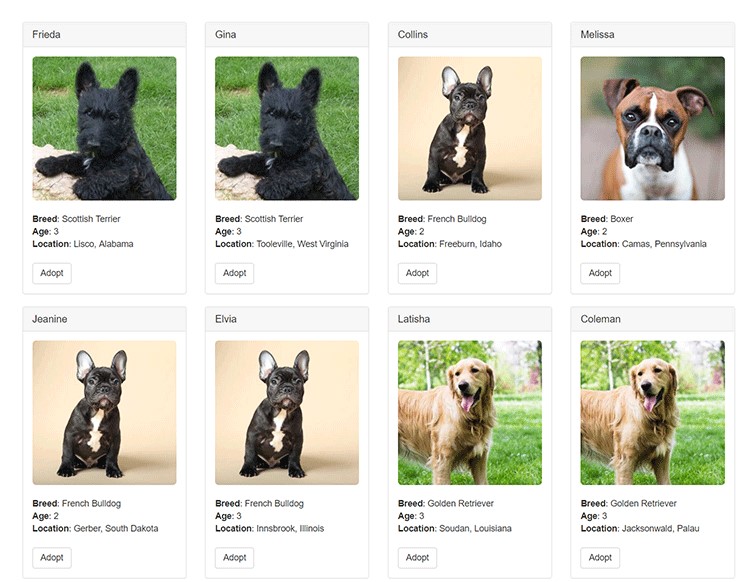 Frieda
Breed: Scottish Terrier
Age: 3
Location: Lisco, Alabama
Adopt
Gina
Breed: Scottish Terrier
Age: 3
Location: Tooleville, West Virginia
Adopt
Collins
Breed: French Bulldog
Age: 2
Location: Freeburn, Idaho
Adopt
Melissa
Breed: Boxer
Age: 2
Location: Camas, Pennsylvania
Adopt
Jeanine
Breed: French Bulldog
Age: 2
Location: Gerber, South Dakota
Adopt
Elvia
Breed: French Bulldog
Age: 3
Location: Innsbrook, Illinois
Adopt
Latisha
Breed: Golden Retriever
Age: 3
Location: Soudan, Louisiana
Adopt
Coleman
Breed: Golden Retriever
Age: 3
Location: Jacksonwald, Palau
Adopt